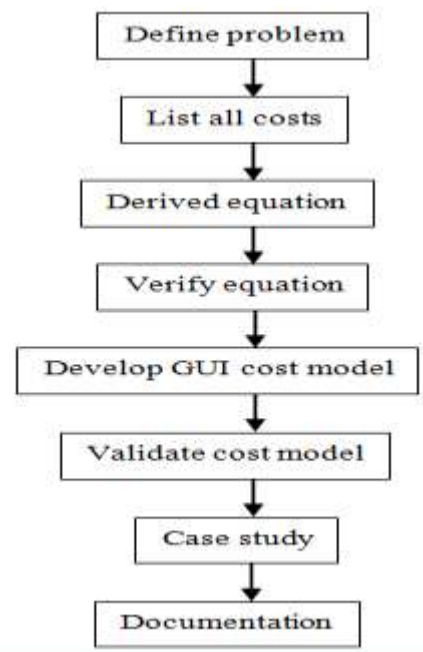 Define problem
List all costs
Derived equation
Verify equation
Develop GUI cost model
Validate cost model
Case study
Documentation